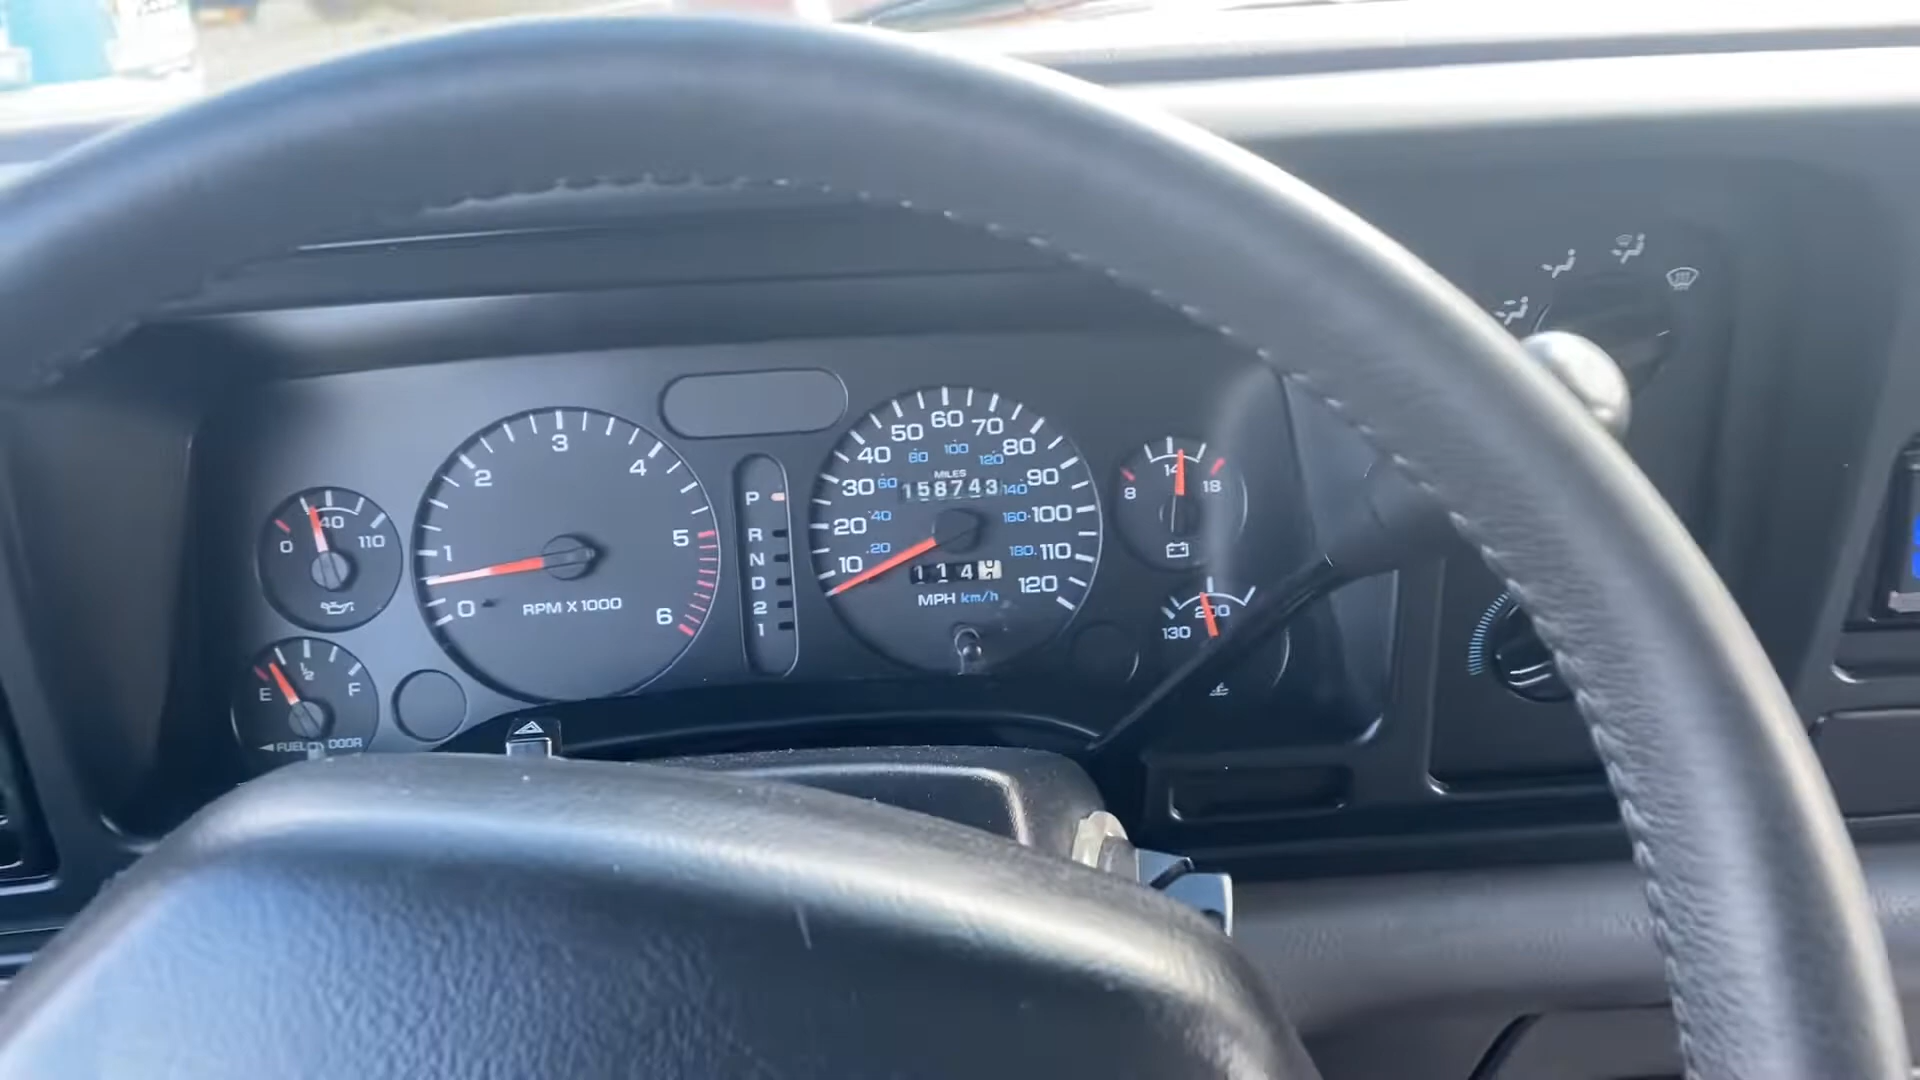 0 40 110
E ½ F
FUEL DOOR
0 1 2 3 4 5 6
RPM X 1000
P
R
N
D
2
1
10 20 30 40 50 60 70 80 90 100 110 120
20 40 60 80 100 120 140 160 180
MILES
158743
114
MPH km/h
8 14 18
130 200